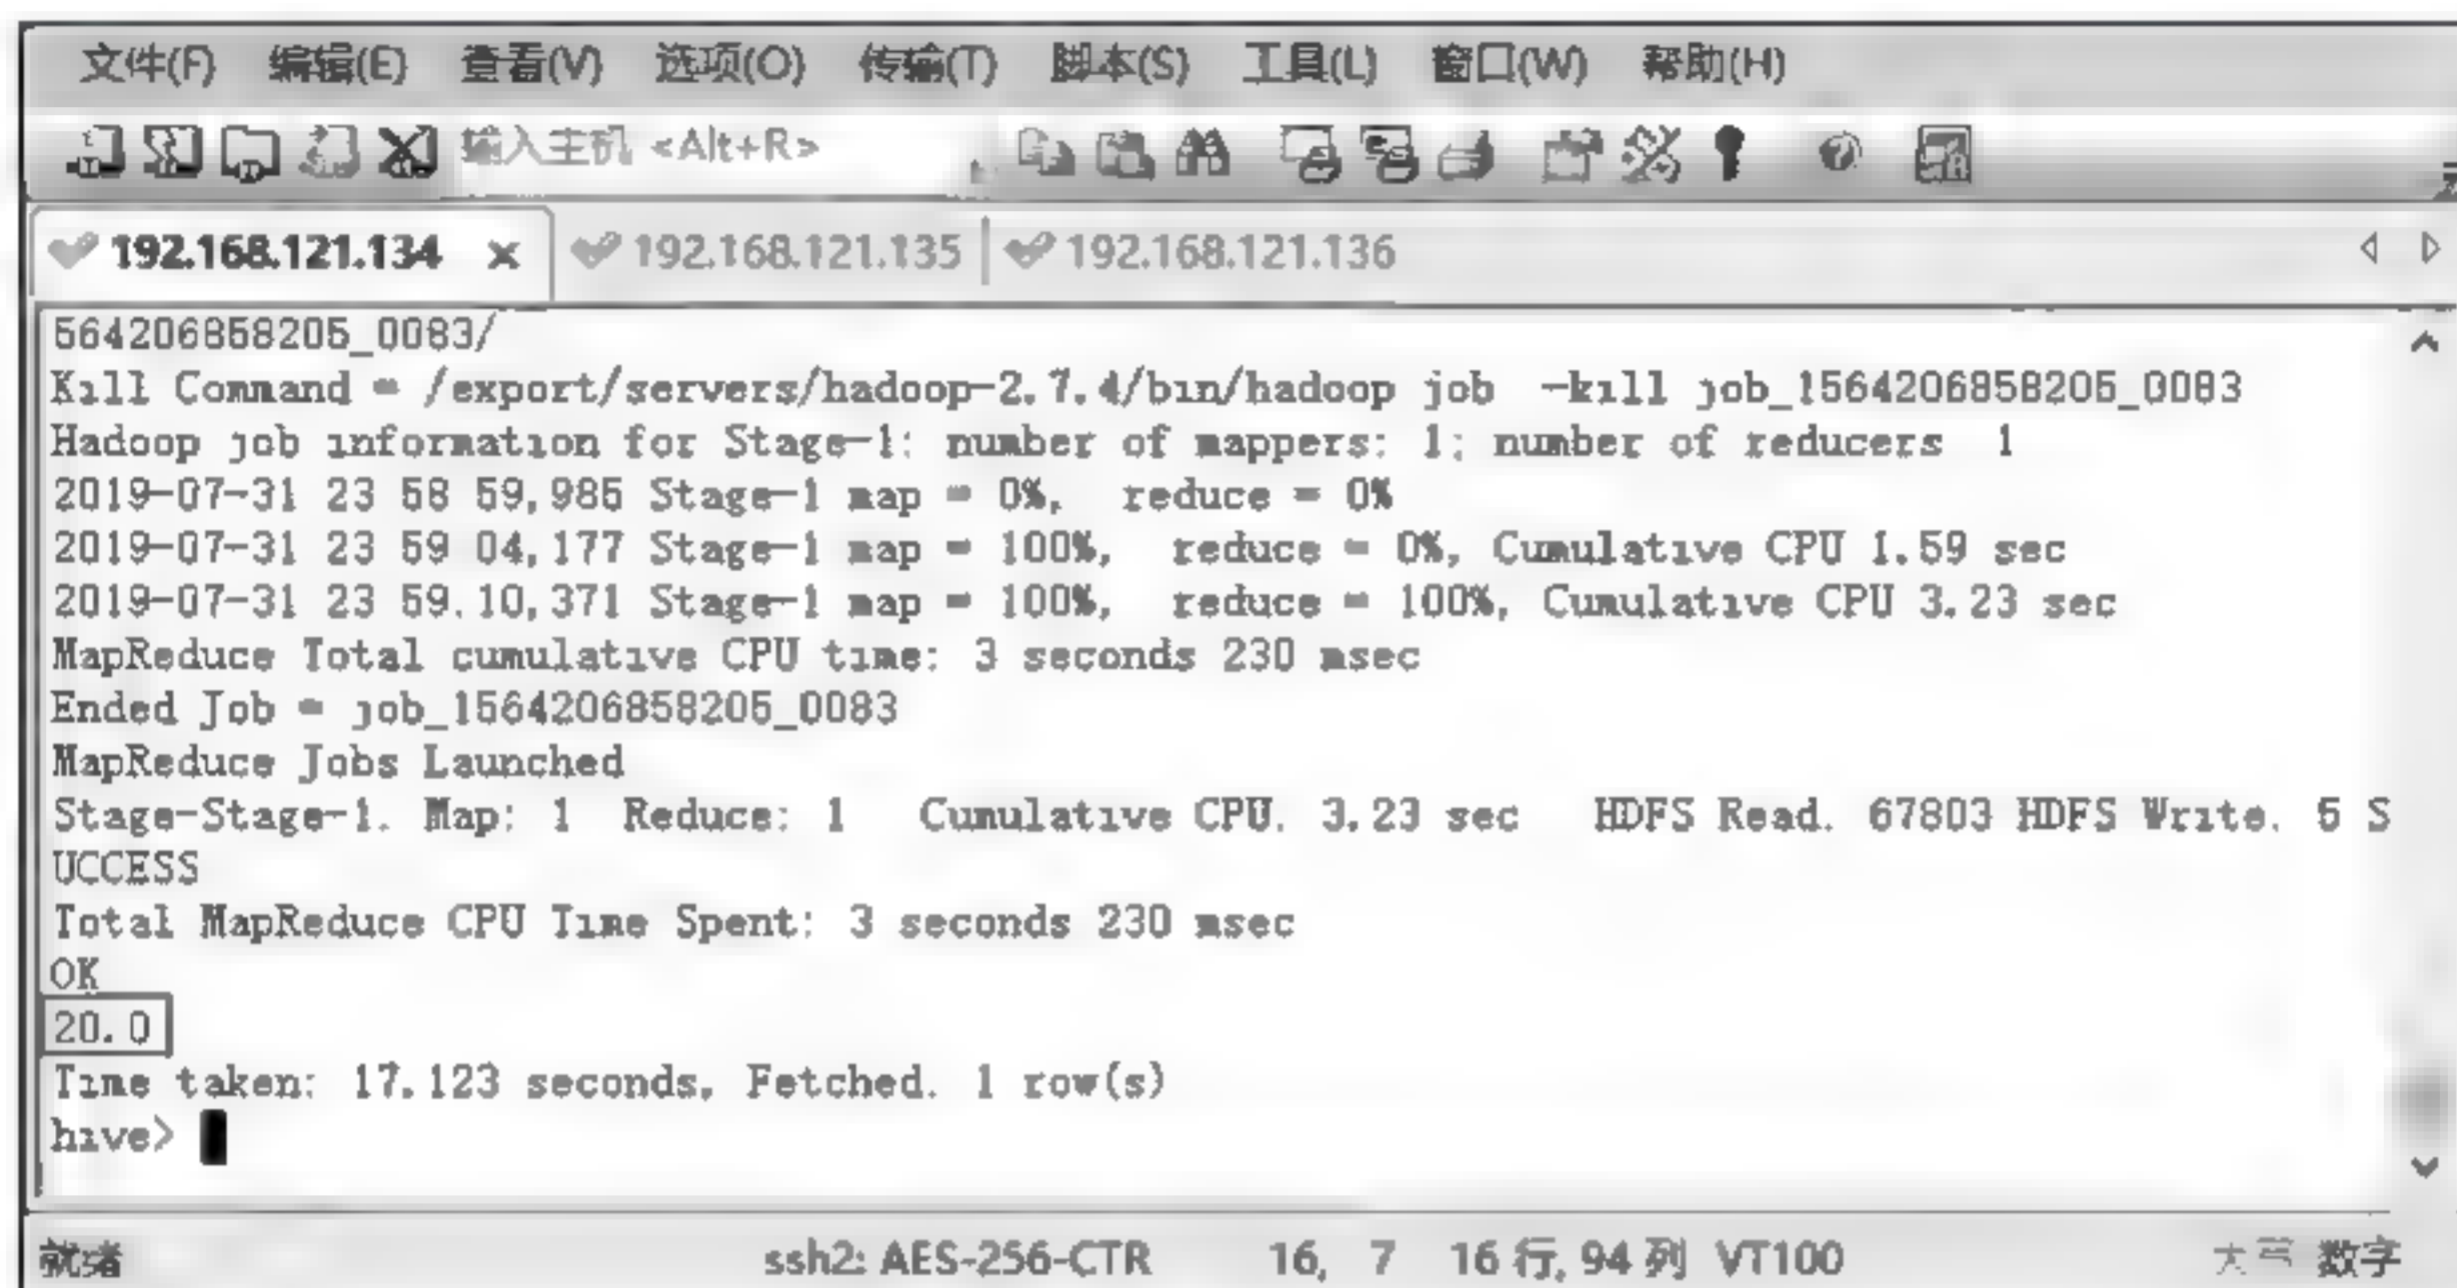 文件(F) 编辑(E) 查看(V) 选项(O) 传输(T) 脚本(S) 工具(L) 窗口(W) 帮助(H)
输入主机 <Alt+R>
192.168.121.134 × 192.168.121.135 192.168.121.136
564206858205_0083/
Kill Command = /export/servers/hadoop-2.7.4/bin/hadoop job -kill job_1564206858205_0083
Hadoop job information for Stage-1: number of mappers: 1; number of reducers 1
2019-07-31 23 58 59,985 Stage-1 map = 0%, reduce = 0%
2019-07-31 23 59 04,177 Stage-1 map = 100%, reduce = 0%, Cumulative CPU 1.59 sec
2019-07-31 23 59.10,371 Stage-1 map = 100%, reduce = 100%, Cumulative CPU 3.23 sec
MapReduce Total cumulative CPU time: 3 seconds 230 msec
Ended Job = job_1564206858205_0083
MapReduce Jobs Launched
Stage-Stage-1. Map: 1 Reduce: 1 Cumulative CPU. 3.23 sec HDFS Read. 67803 HDFS Write. 5 S
UCCESS
Total MapReduce CPU Time Spent: 3 seconds 230 msec
OK
20.0
Time taken: 17.123 seconds, Fetched. 1 row(s)
hive>
就绪 ssh2: AES-256-CTR 16, 7 16 行, 94 列 VT100 大写 数字